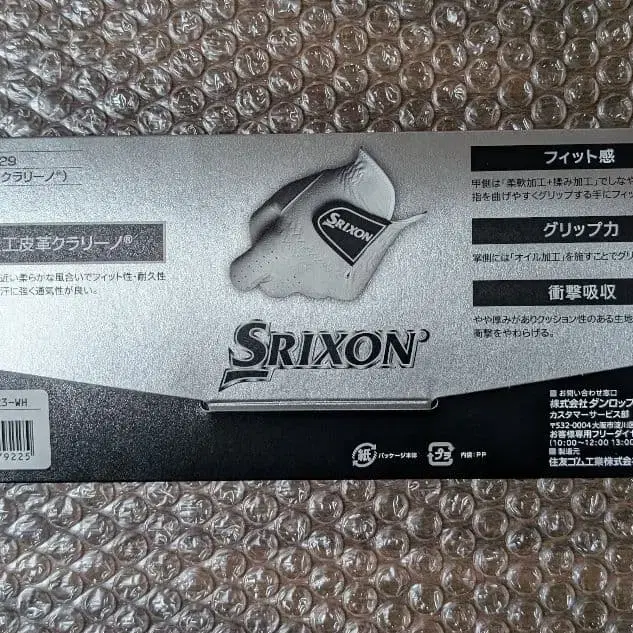 29
クラリーノ®)
工皮革クラリーノ®
近い柔らかな風合いでフィット性・耐久性
汗に強く通気性が良い。
SRIXON
SRIXON
フィット感
甲側は「柔軟加工+揉み加工」でしなや
指を曲げやすくグリップする手にフィッ
グリップ力
掌側には「オイル加工」を施すことでグリ
衝撃吸収
やや厚みがありクッション性のある生地
衝撃をやわらげる。
3-WH
79225
紙 パッケージ本体
プラ 内袋:PP
■お問い合わせ窓口
株式会社ダンロップ
カスタマーサービス部
〒532-0004大阪市淀川区
お客様専用フリーダイヤ
(10:00～12:00 13:00
■製造元
住友ゴム工業株式会